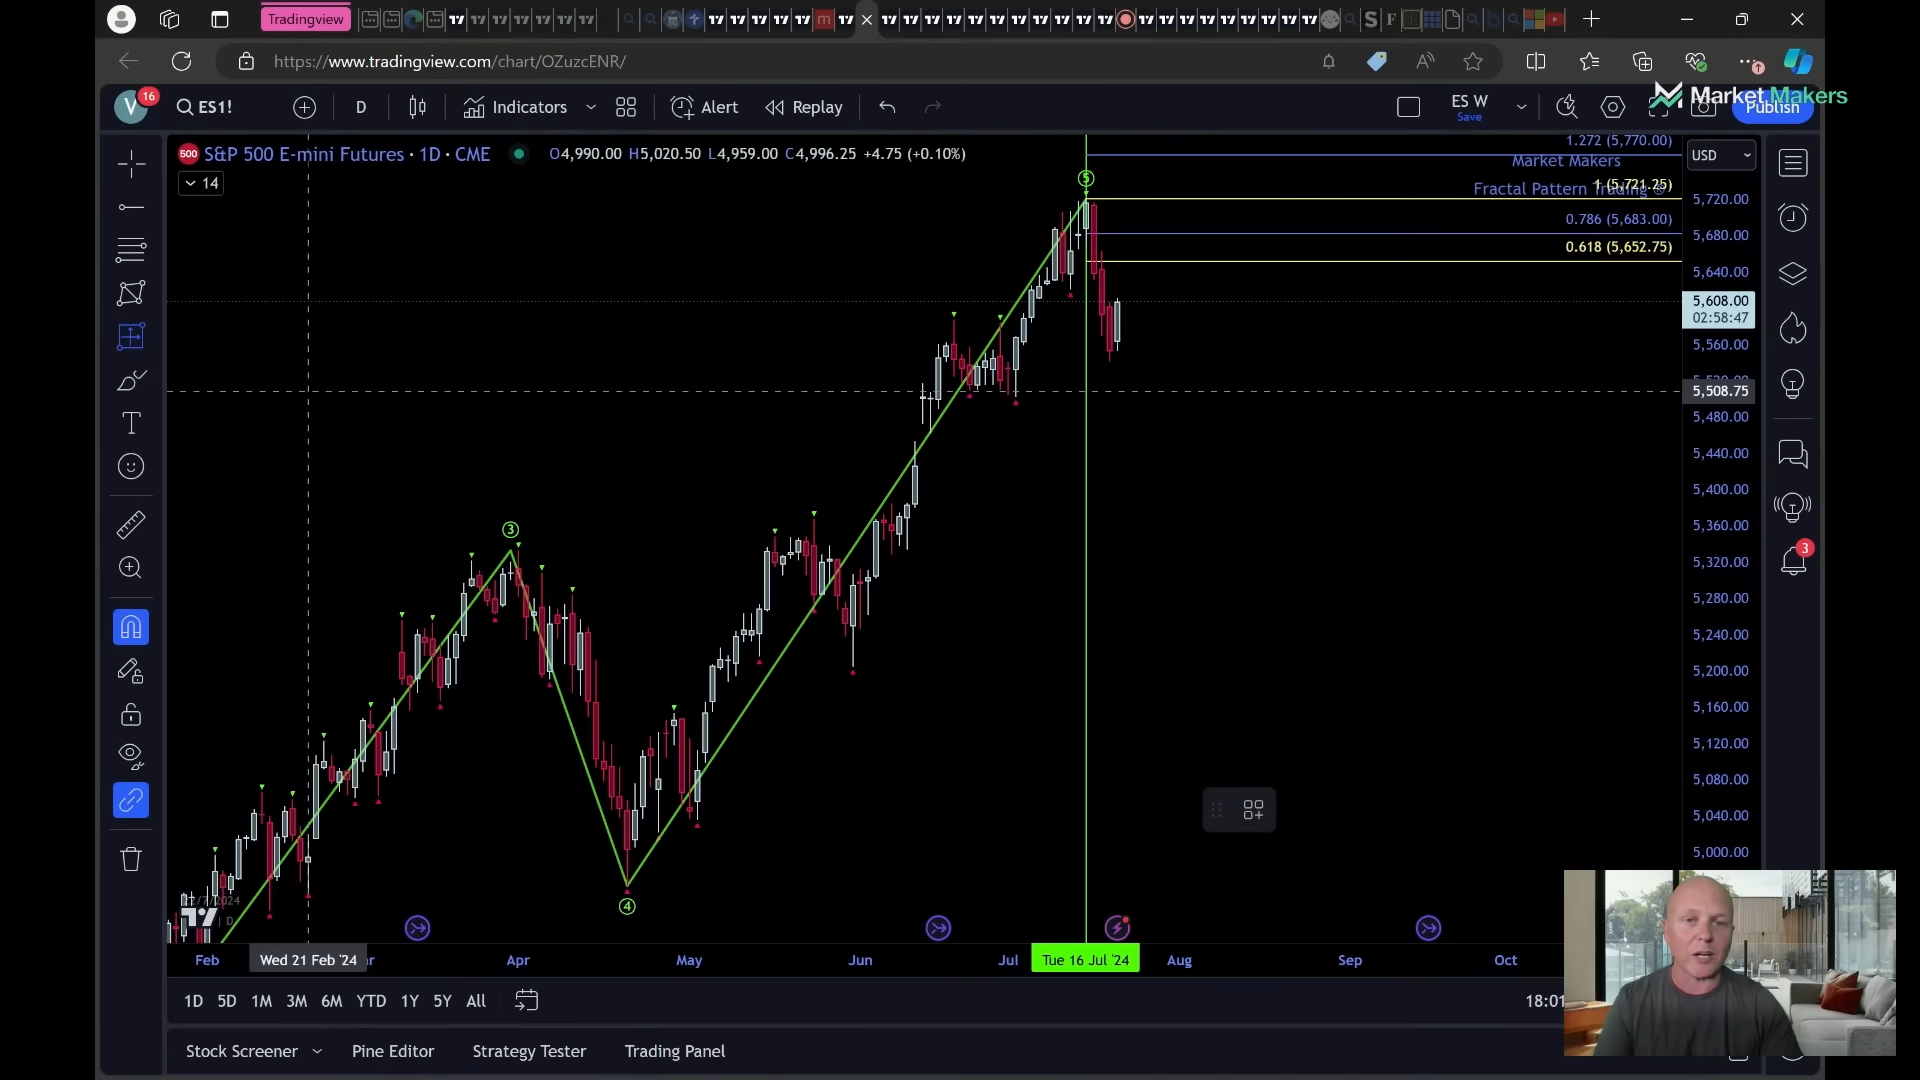 Tradingview
https://www.tradingview.com/chart/OZuzcENR/
V
16
ES1!
D
Indicators
Alert
Replay
ES W
Save
Publish
Market Makers
500
S&P 500 E-mini Futures · 1D · CME
O4,990.00 H5,020.50 L4,959.00 C4,996.25 +4.75 (+0.10%)
14
1.272 (5,770.00)
Market Makers
Fractal Pattern Trading ©
1 (5,721.25)
0.786 (5,683.00)
0.618 (5,652.75)
USD
5,720.00
5,680.00
5,640.00
5,608.00
02:58:47
5,560.00
5,508.75
5,480.00
5,440.00
5,400.00
5,360.00
5,320.00
5,280.00
5,240.00
5,200.00
5,160.00
5,120.00
5,080.00
5,040.00
5,000.00
5
3
4
3
Feb
Wed 21 Feb '24
Apr
May
Jun
Jul
Tue 16 Jul '24
Aug
Sep
Oct
1D 5D 1M 3M 6M YTD 1Y 5Y All
18:01
Stock Screener
Pine Editor
Strategy Tester
Trading Panel